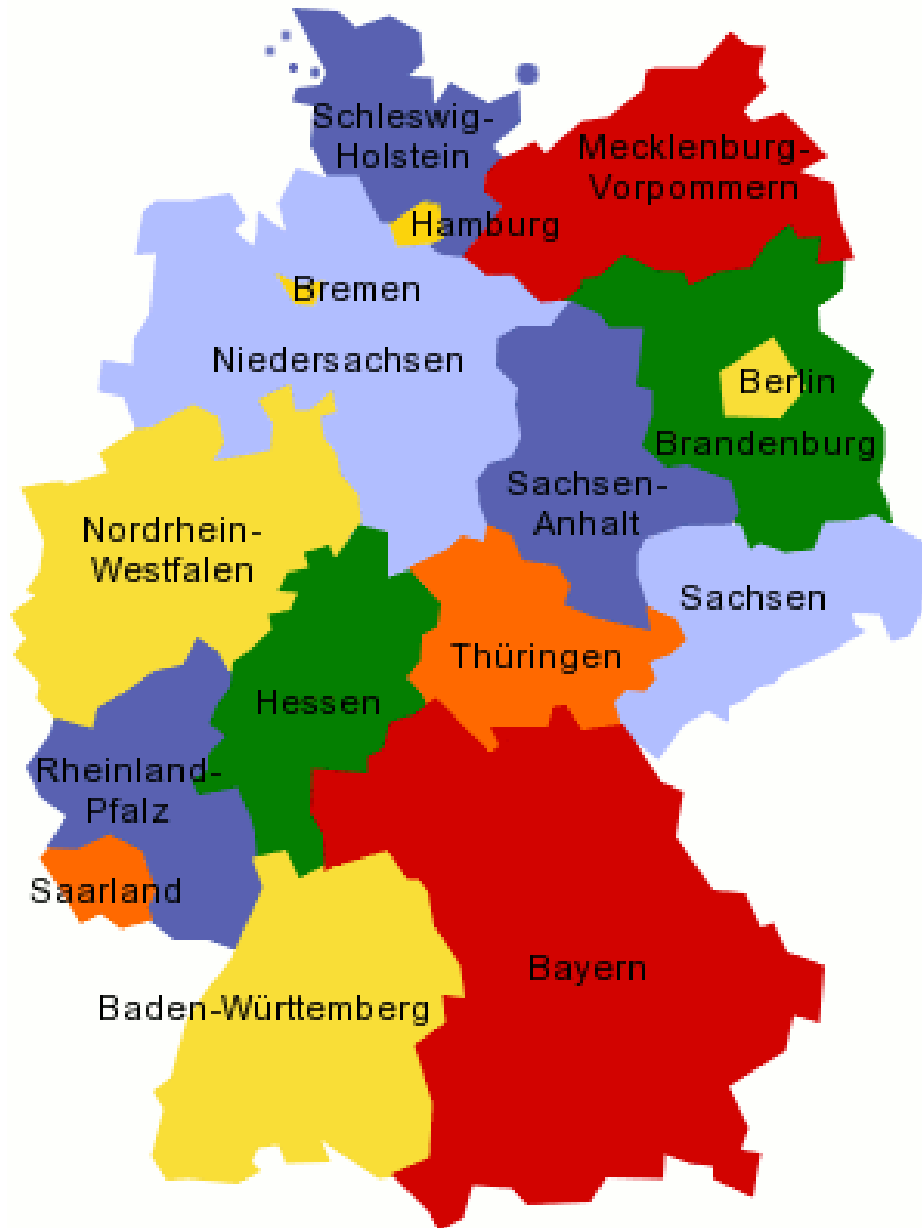 Schleswig-
Holstein
Mecklenburg-
Vorpommern
Hamburg
Bremen
Niedersachsen
Berlin
Brandenburg
Sachsen-
Anhalt
Nordrhein-
Westfalen
Sachsen
Thüringen
Hessen
Rheinland-
Pfalz
Saarland
Bayern
Baden-Württemberg